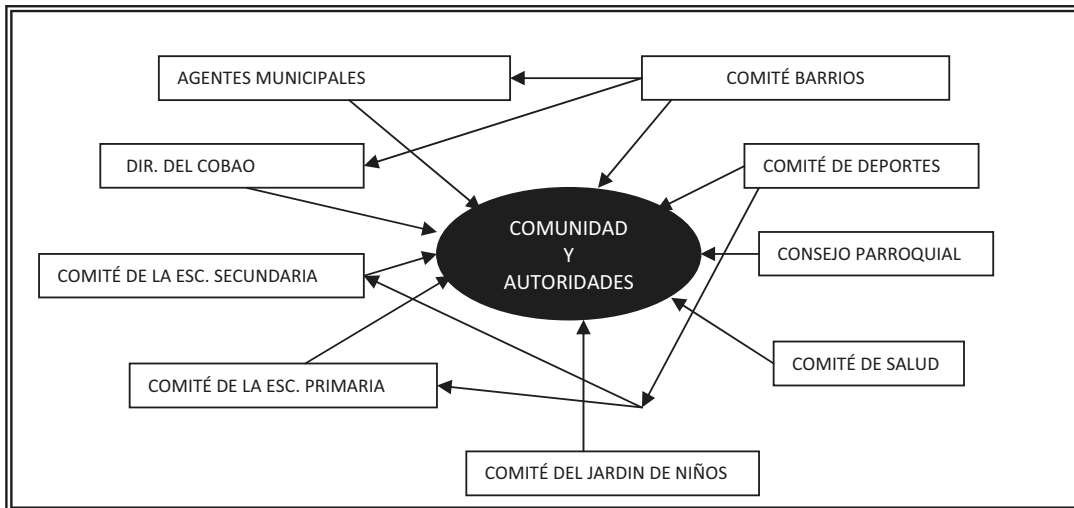 AGENTES MUNICIPALES
COMITÉ BARRIOS
DIR. DEL COBAO
COMITÉ DE DEPORTES
COMUNIDAD
Y
AUTORIDADES
CONSEJO PARROQUIAL
COMITÉ DE LA ESC. SECUNDARIA
COMITÉ DE SALUD
COMITÉ DE LA ESC. PRIMARIA
COMITÉ DEL JARDIN DE NIÑOS